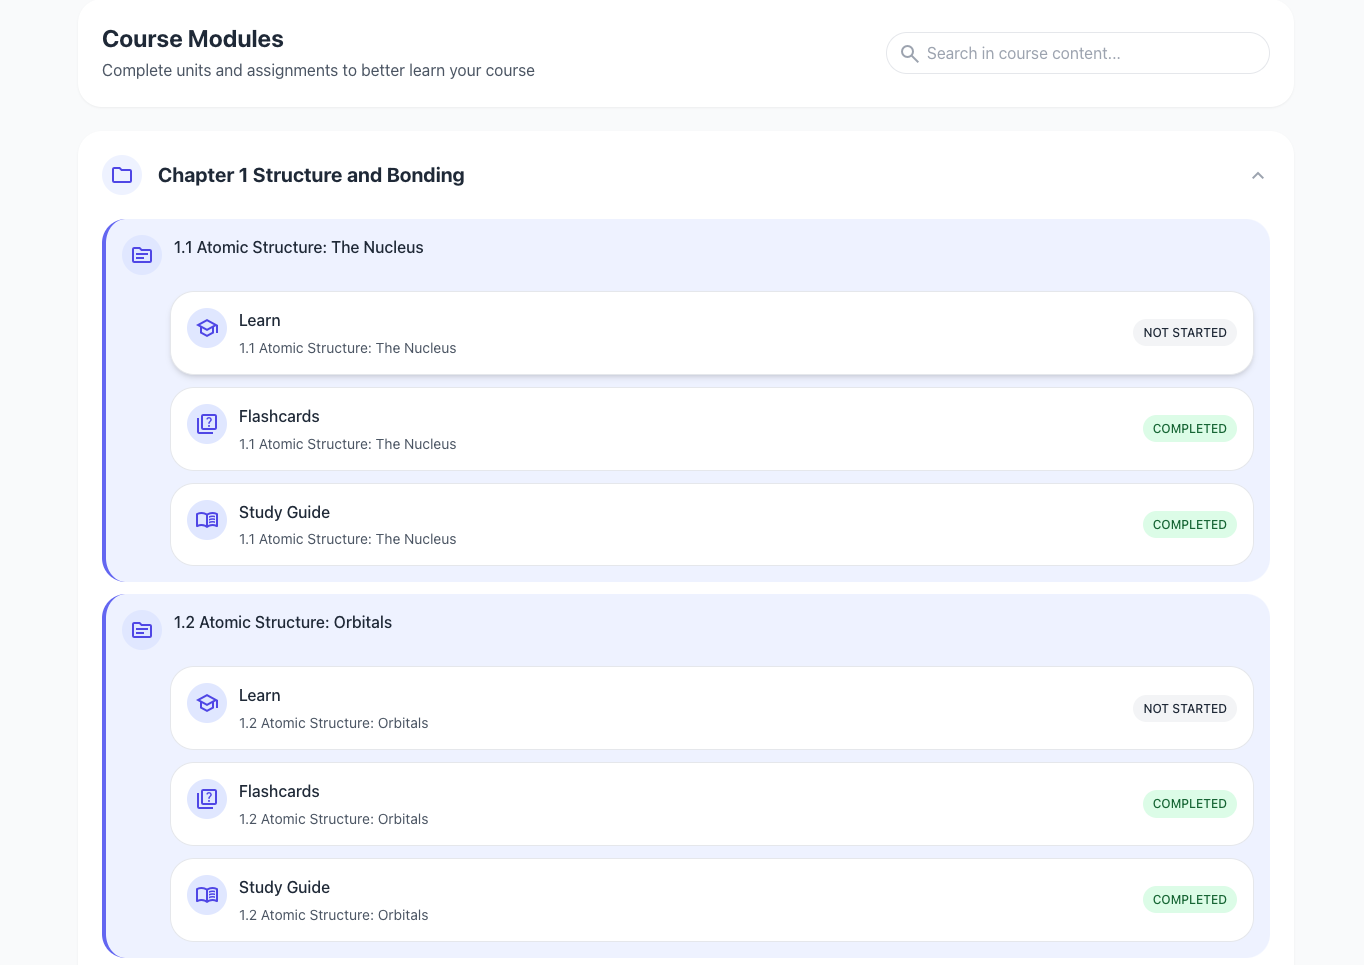 Course Modules
Complete units and assignments to better learn your course
Search in course content...
Chapter 1 Structure and Bonding
1.1 Atomic Structure: The Nucleus
Learn
1.1 Atomic Structure: The Nucleus
NOT STARTED
Flashcards
1.1 Atomic Structure: The Nucleus
COMPLETED
Study Guide
1.1 Atomic Structure: The Nucleus
COMPLETED
1.2 Atomic Structure: Orbitals
Learn
1.2 Atomic Structure: Orbitals
NOT STARTED
Flashcards
1.2 Atomic Structure: Orbitals
COMPLETED
Study Guide
1.2 Atomic Structure: Orbitals
COMPLETED